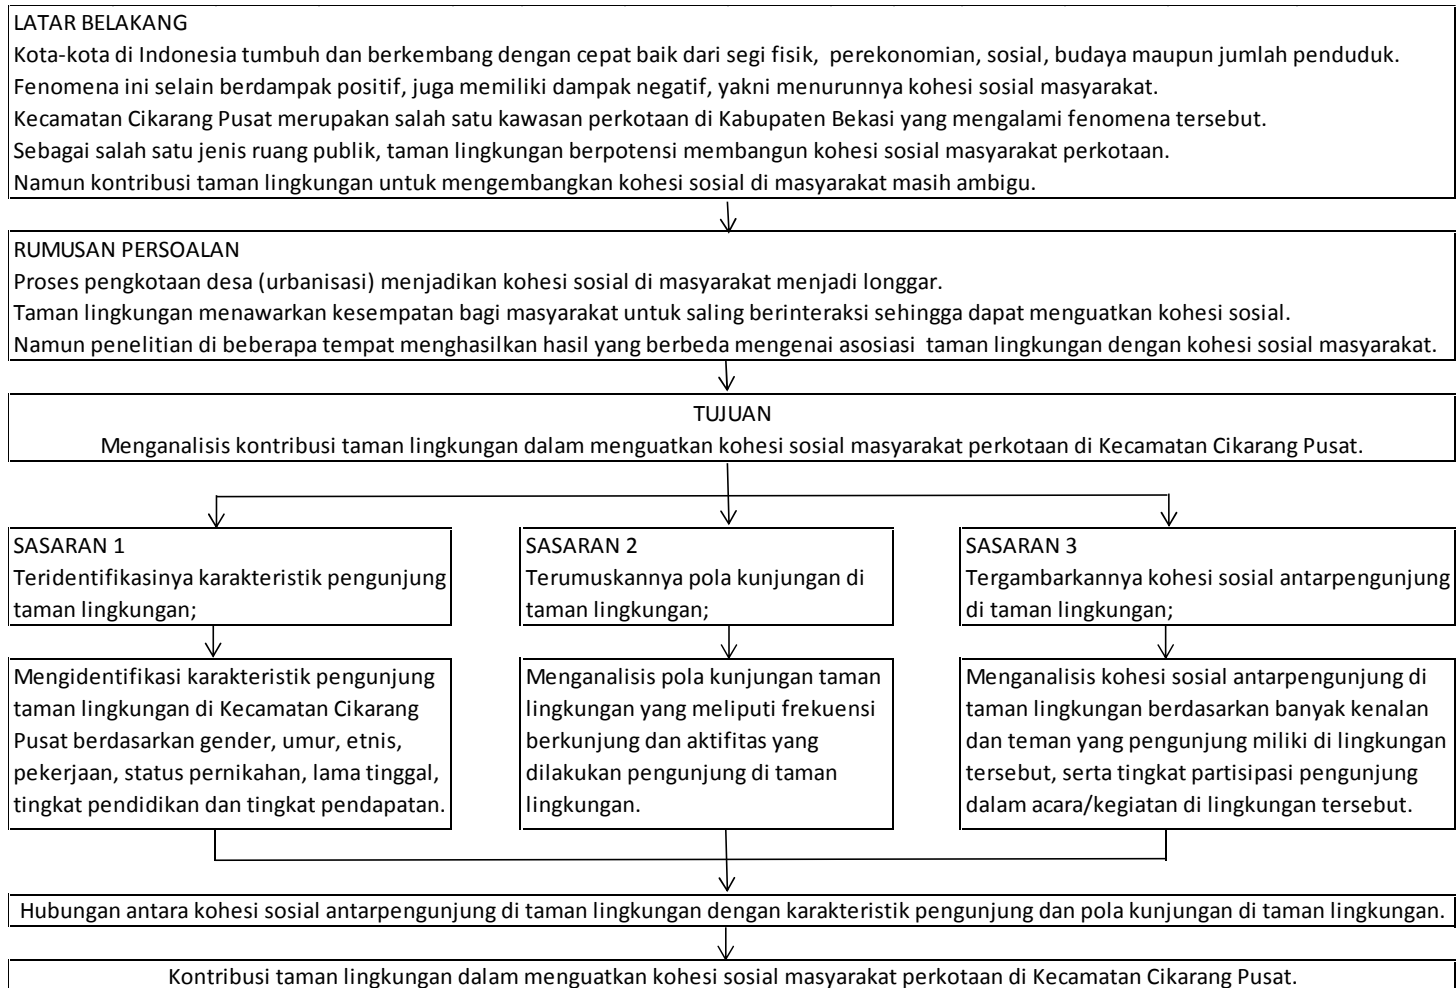 LATAR BELAKANG
Kota-kota di Indonesia tumbuh dan berkembang dengan cepat baik dari segi fisik, perekonomian, sosial, budaya maupun jumlah penduduk.
Fenomena ini selain berdampak positif, juga memiliki dampak negatif, yakni menurunnya kohesi sosial masyarakat.
Kecamatan Cikarang Pusat merupakan salah satu kawasan perkotaan di Kabupaten Bekasi yang mengalami fenomena tersebut.
Sebagai salah satu jenis ruang publik, taman lingkungan berpotensi membangun kohesi sosial masyarakat perkotaan.
Namun kontribusi taman lingkungan untuk mengembangkan kohesi sosial di masyarakat masih ambigu.
RUMUSAN PERSOALAN
Proses pengkotaan desa (urbanisasi) menjadikan kohesi sosial di masyarakat menjadi longgar.
Taman lingkungan menawarkan kesempatan bagi masyarakat untuk saling berinteraksi sehingga dapat menguatkan kohesi sosial.
Namun penelitian di beberapa tempat menghasilkan hasil yang berbeda mengenai asosiasi taman lingkungan dengan kohesi sosial masyarakat.
TUJUAN
Menganalisis kontribusi taman lingkungan dalam menguatkan kohesi sosial masyarakat perkotaan di Kecamatan Cikarang Pusat.
SASARAN 1
Teridentifikasinya karakteristik pengunjung
taman lingkungan;
SASARAN 2
Terumuskannya pola kunjungan di
taman lingkungan;
SASARAN 3
Tergambarkannya kohesi sosial antarpengunjung
di taman lingkungan;
Mengidentifikasi karakteristik pengunjung
taman lingkungan di Kecamatan Cikarang
Pusat berdasarkan gender, umur, etnis,
pekerjaan, status pernikahan, lama tinggal,
tingkat pendidikan dan tingkat pendapatan.
Menganalisis pola kunjungan taman
lingkungan yang meliputi frekuensi
berkunjung dan aktifitas yang
dilakukan pengunjung di taman
lingkungan.
Menganalisis kohesi sosial antarpengunjung di
taman lingkungan berdasarkan banyak kenalan
dan teman yang pengunjung miliki di lingkungan
tersebut, serta tingkat partisipasi pengunjung
dalam acara/kegiatan di lingkungan tersebut.
Hubungan antara kohesi sosial antarpengunjung di taman lingkungan dengan karakteristik pengunjung dan pola kunjungan di taman lingkungan.
Kontribusi taman lingkungan dalam menguatkan kohesi sosial masyarakat perkotaan di Kecamatan Cikarang Pusat.